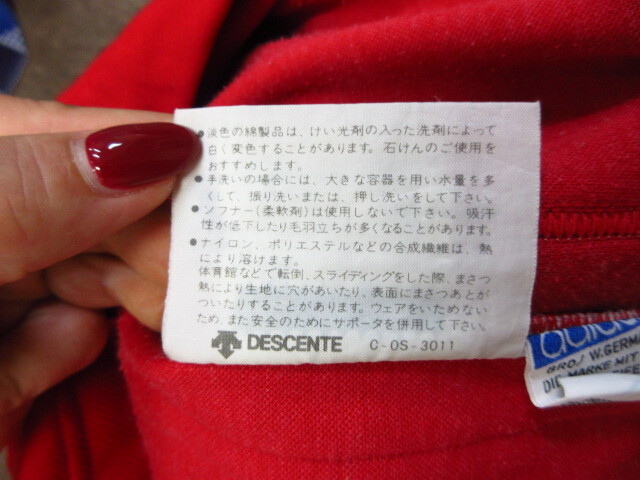 ●淡色の綿製品は、けい光剤の入った洗剤によって
白く変色することがあります。石けんのご使用を
おすすめします。
●手洗いの場合には、大きな容器を用い水量を多
くして、振り洗いまたは、押し洗いをして下さい。
●ソフナー(柔軟剤)は使用しないで下さい。吸汗
性が低下したり毛羽立ちが多くなることがあります。
●ナイロン、ポリエステルなどの合成繊維は、熱
により溶けます。
体育館などで転倒、スライディングをした際、まさつ
熱により生地に穴があいたり、表面にまさつあとが
ついたりすることがあります。ウェアをいためない
ため、また安全のためにサポータを併用して下さい。
DESCENTE C-OS-3011
GROJ W.GERMA
DIE MARKE MIT